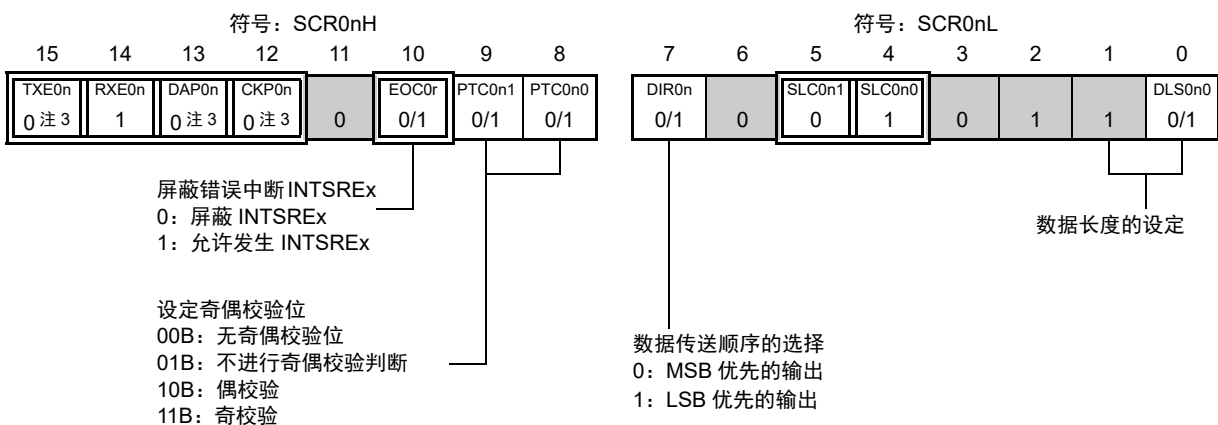 符号：SCR0nH
15 14 13 12 11 10 9 8
TXE0n RXE0n DAP0n CKP0n EOC0r PTC0n1 PTC0n0
0 注 3 1 0 注 3 0 注 3 0 0/1 0/1 0/1
屏蔽错误中断 INTSREx
0：屏蔽 INTSREx
1：允许发生 INTSREx
设定奇偶校验位
00B：无奇偶校验位
01B：不进行奇偶校验判断
10B：偶校验
11B：奇校验
符号：SCR0nL
7 6 5 4 3 2 1 0
DIR0n SLC0n1 SLC0n0 DLS0n0
0/1 0 0 1 0 1 1 0/1
数据长度的设定
数据传送顺序的选择
0：MSB 优先的输出
1：LSB 优先的输出